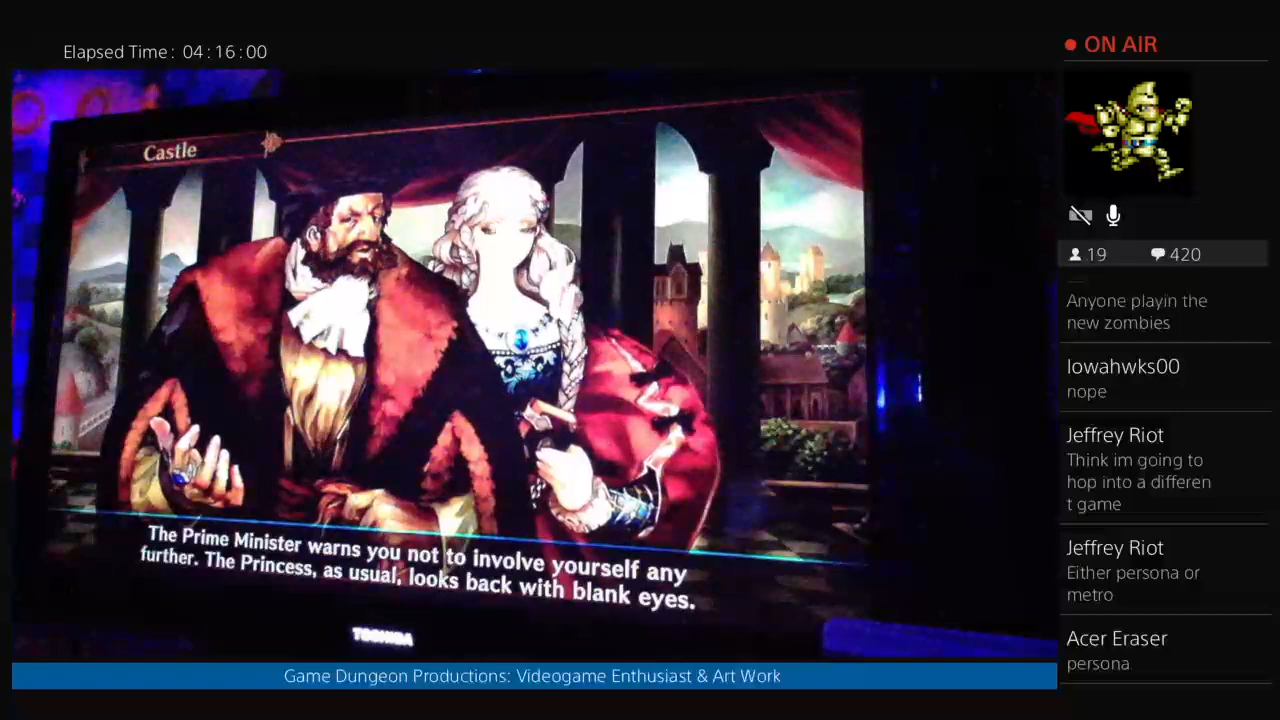 Elapsed Time: 04:16:00
ON AIR
Castle
19
420
Anyone playin the
new zombies
Iowahwks00
nope
Jeffrey Riot
Think im going to
hop into a differen
t game
Jeffrey Riot
Either persona or
metro
Acer Eraser
persona
The Prime Minister warns you not to involve yourself any
further. The Princess, as usual, looks back with blank eyes.
TOSHIBA
Game Dungeon Productions: Videogame Enthusiast & Art Work